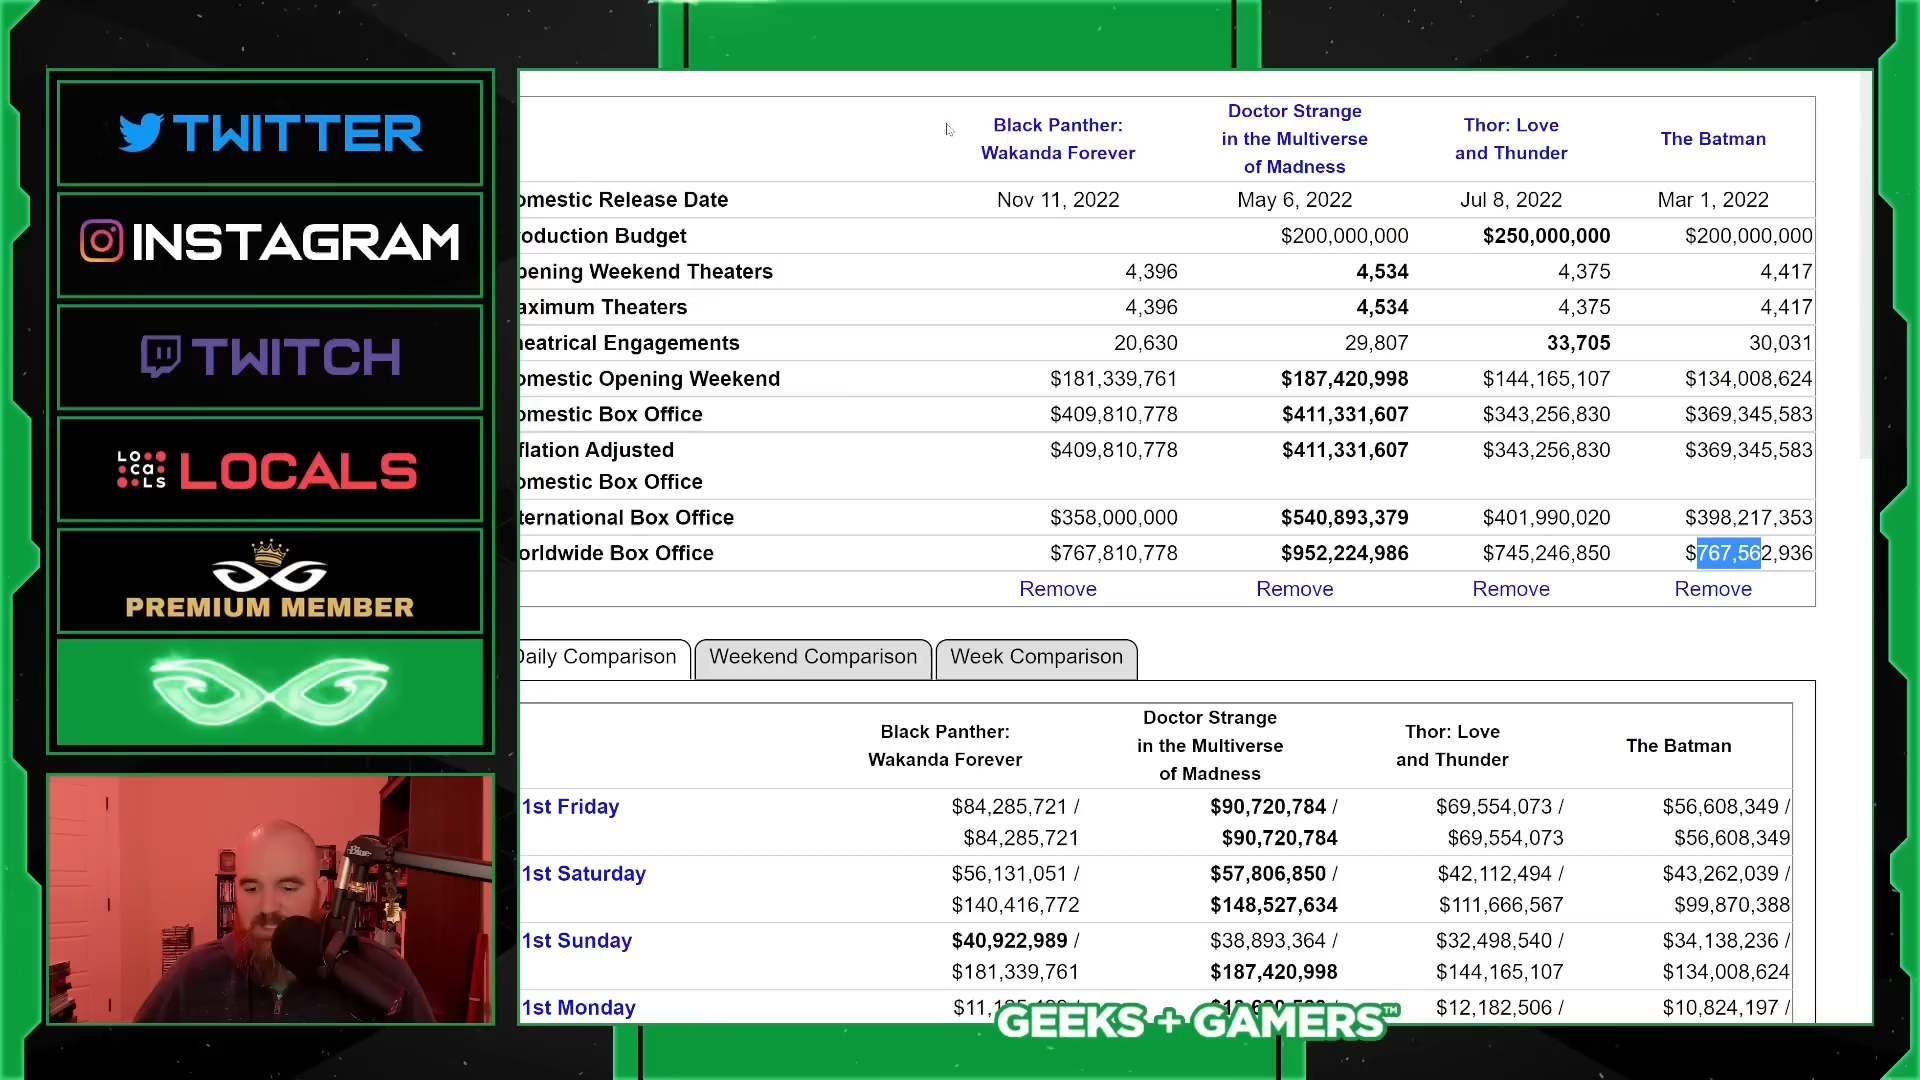 TWITTER
INSTAGRAM
TWITCH
LOCALS
LOCALS
PREMIUM MEMBER
Black Panther: Wakanda Forever
Doctor Strange in the Multiverse of Madness
Thor: Love and Thunder
The Batman
omestic Release Date Nov 11, 2022 May 6, 2022 Jul 8, 2022 Mar 1, 2022
oduction Budget $200,000,000 $250,000,000 $200,000,000
pening Weekend Theaters 4,396 4,534 4,375 4,417
aximum Theaters 4,396 4,534 4,375 4,417
heatrical Engagements 20,630 29,807 33,705 30,031
omestic Opening Weekend $181,339,761 $187,420,998 $144,165,107 $134,008,624
omestic Box Office $409,810,778 $411,331,607 $343,256,830 $369,345,583
flation Adjusted $409,810,778 $411,331,607 $343,256,830 $369,345,583
omestic Box Office
ternational Box Office $358,000,000 $540,893,379 $401,990,020 $398,217,353
orldwide Box Office $767,810,778 $952,224,986 $745,246,850 $767,562,936
Remove Remove Remove Remove
Daily Comparison Weekend Comparison Week Comparison
Black Panther: Wakanda Forever
Doctor Strange in the Multiverse of Madness
Thor: Love and Thunder
The Batman
1st Friday $84,285,721 / $90,720,784 / $69,554,073 / $56,608,349 /
$84,285,721 $90,720,784 $69,554,073 $56,608,349
1st Saturday $56,131,051 / $57,806,850 / $42,112,494 / $43,262,039 /
$140,416,772 $148,527,634 $111,666,567 $99,870,388
1st Sunday $40,922,989 / $38,893,364 / $32,498,540 / $34,138,236 /
$181,339,761 $187,420,998 $144,165,107 $134,008,624
1st Monday $12,182,506 / $10,824,197 /
GEEKS + GAMERS™
Blue